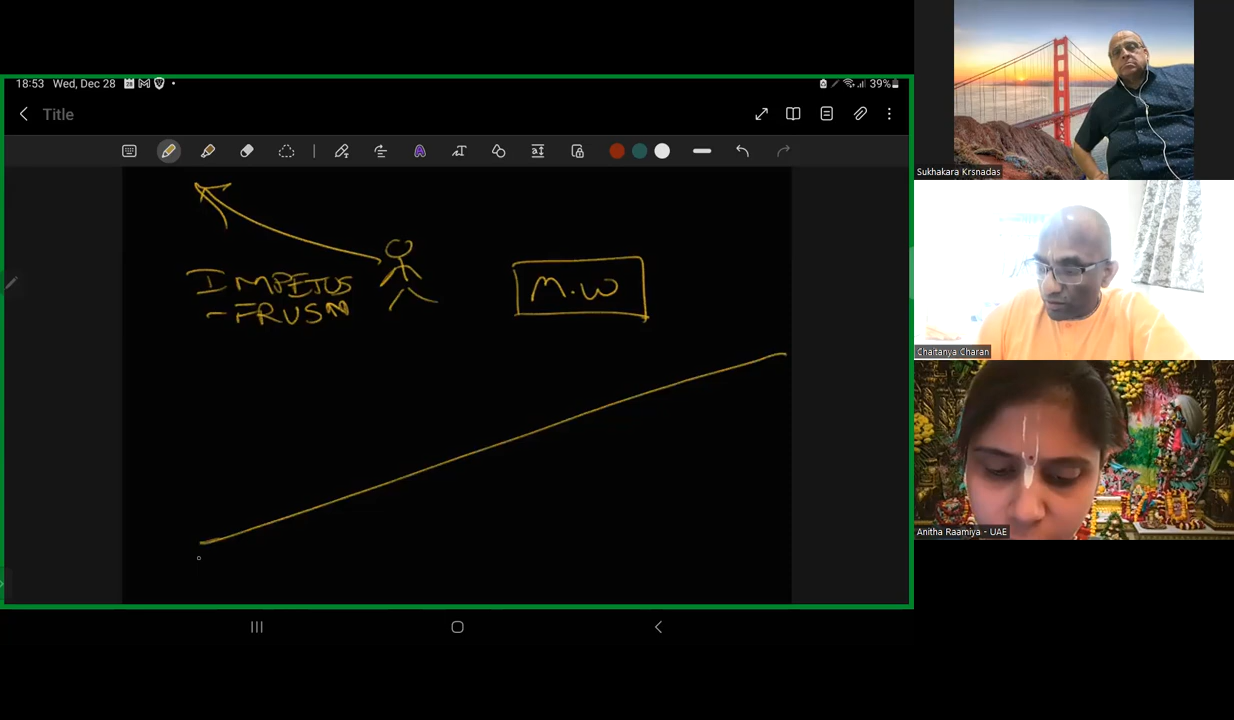 18:53 Wed, Dec 28
39%
Title
IMPETUS
- FRUSN
M.W
Sukhakara Krsnadas
Chaitanya Charan
Anitha Raamiya - UAE